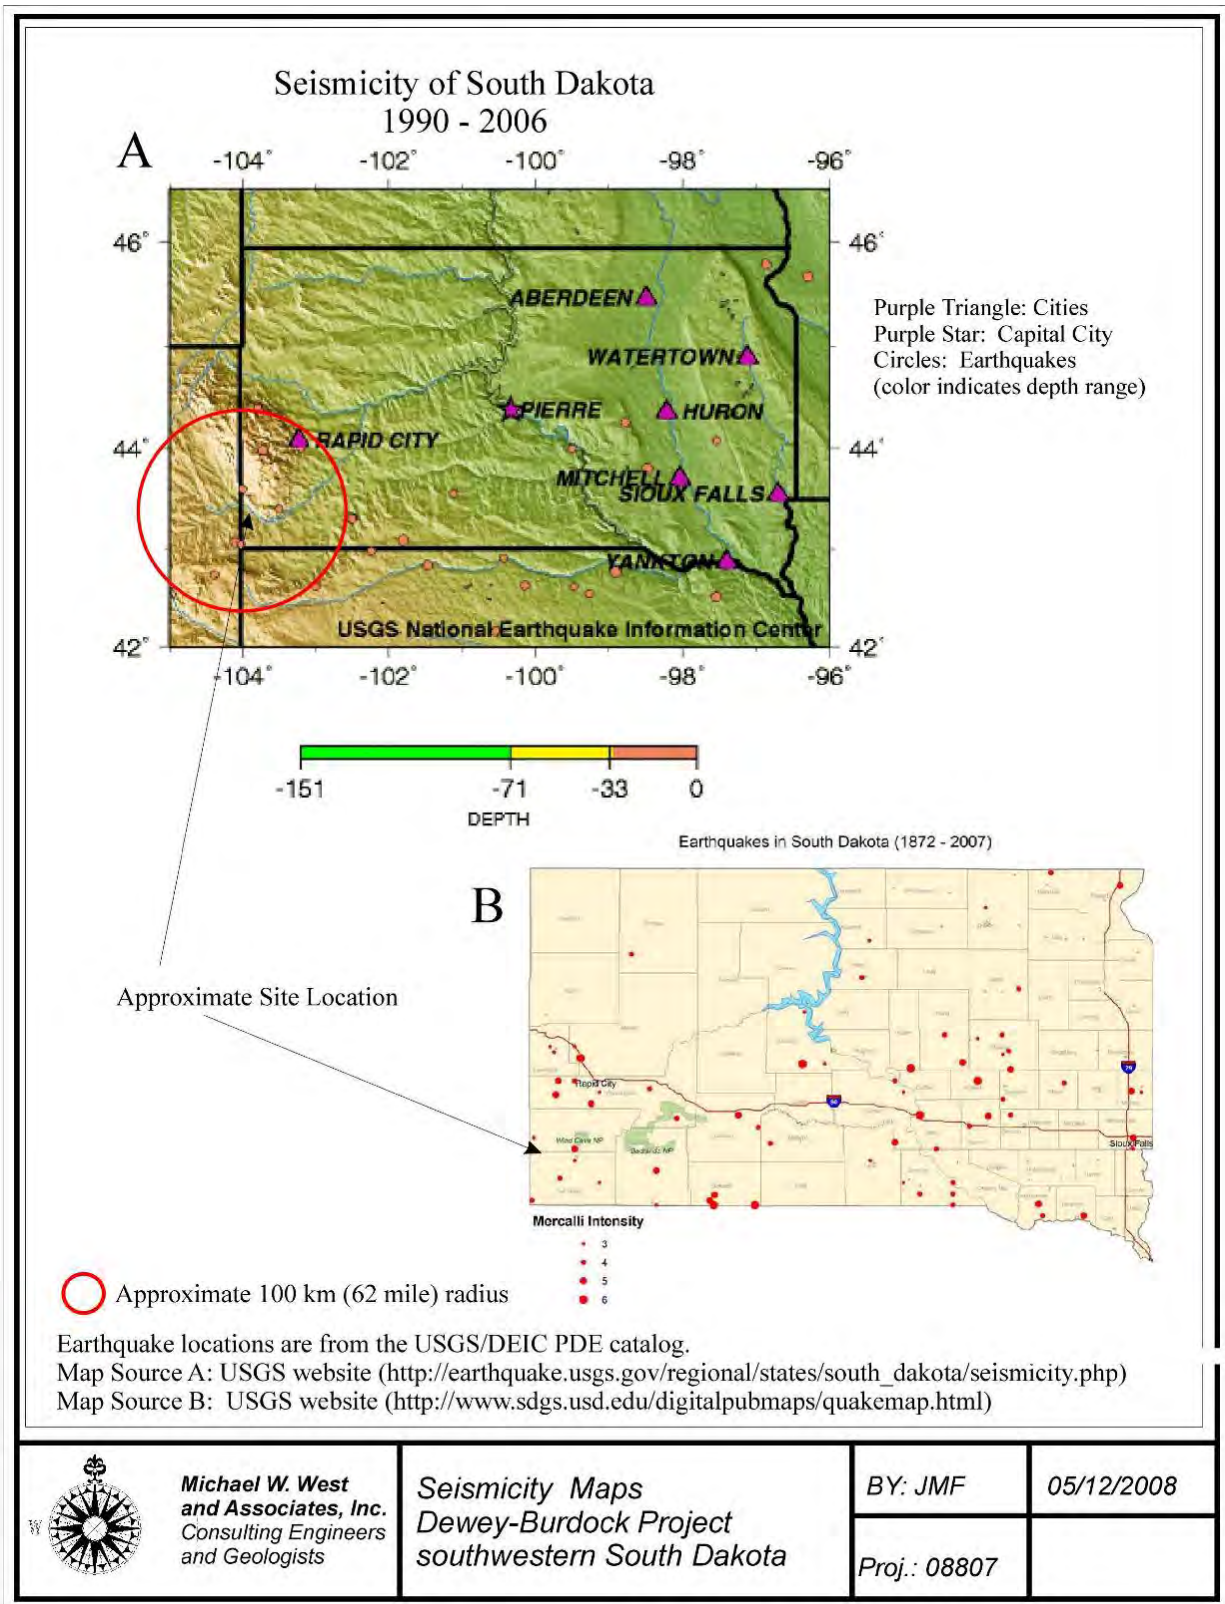 Seismicity of South Dakota
1990 - 2006
A
-104° -102° -100° -98° -96°
46° 46°
ABERDEEN
WATERTOWN
PIERRE HURON
44° RAPID CITY 44°
MITCHELL
SIOUX FALLS
YANKTON
USGS National Earthquake Information Center
42° 42°
-104° -102° -100° -98° -96°
Purple Triangle: Cities
Purple Star: Capital City
Circles: Earthquakes
(color indicates depth range)
-151 -71 -33 0
DEPTH
Earthquakes in South Dakota (1872 - 2007)
B
Rapid City
Wind Cave NP
Badlands NP
90
29
Sioux Falls
Approximate Site Location
Mercalli Intensity
3
4
5
6
Approximate 100 km (62 mile) radius
Earthquake locations are from the USGS/DEIC PDE catalog.
Map Source A: USGS website (http://earthquake.usgs.gov/regional/states/south_dakota/seismicity.php)
Map Source B: USGS website (http://www.sdgs.usd.edu/digitalpubmaps/quakemap.html)
W
Michael W. West
and Associates, Inc.
Consulting Engineers
and Geologists
Seismicity Maps
Dewey-Burdock Project
southwestern South Dakota
BY: JMF
05/12/2008
Proj.: 08807